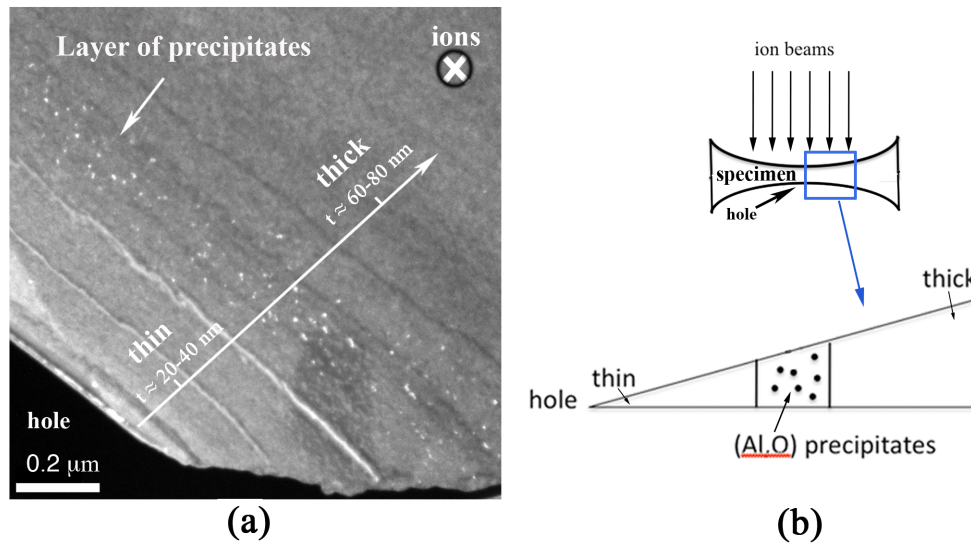 Layer of precipitates
ions
thick
t ≈ 60-80 nm
thin
t ≈ 20-40 nm
hole
0.2 μm
(a)
ion beams
specimen
hole
thick
thin
hole
(Al,O) precipitates
(b)